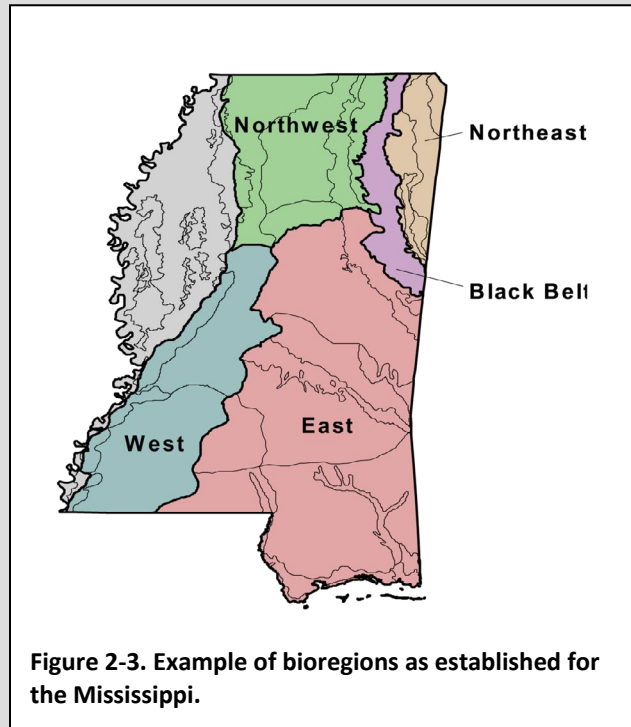 Northwest
Northeast
Black Belt
West
East
Figure 2-3. Example of bioregions as established for
the Mississippi.